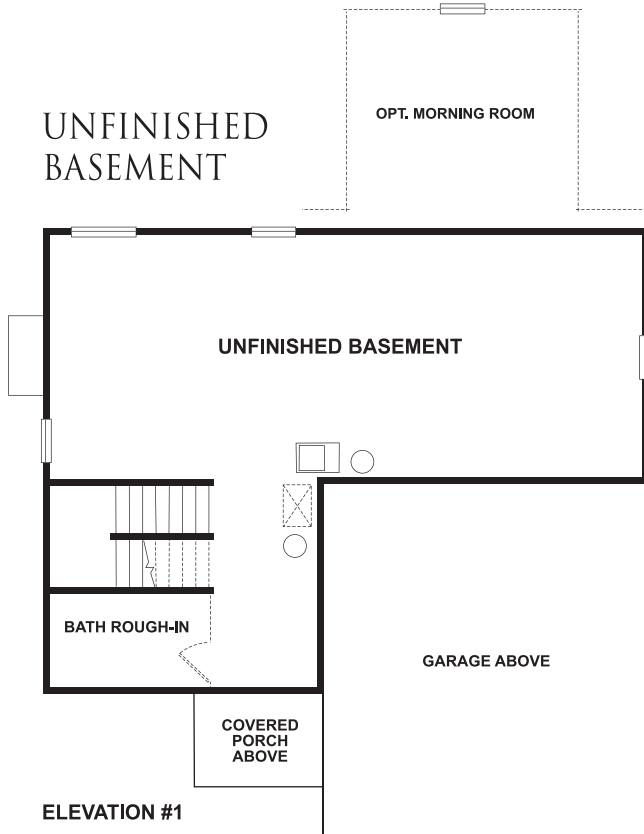 OPT. MORNING ROOM
UNFINISHED
BASEMENT
UNFINISHED BASEMENT
BATH ROUGH-IN
GARAGE ABOVE
COVERED
PORCH
ABOVE
ELEVATION #1